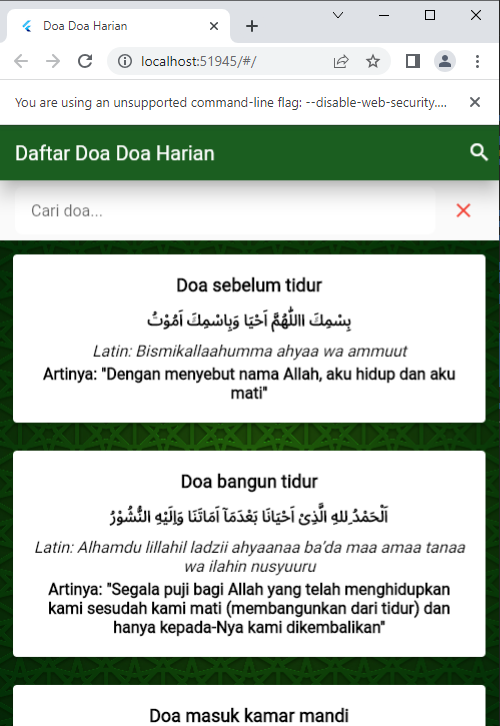 Doa Doa Harian
localhost:51945/#/
You are using an unsupported command-line flag: --disable-web-security....
Daftar Doa Doa Harian
Cari doa...
Doa sebelum tidur
بِسْمِكَ االلّٰهُمَّ اَحْيَا وَبِاسْمِكَ اَمُوْتُ
Latin: Bismikallaahumma ahyaa wa ammuut
Artinya: "Dengan menyebut nama Allah, aku hidup dan aku
mati"
Doa bangun tidur
اَلْحَمْدُ ِللهِ الَّذِىْ اَحْيَانَا بَعْدَمَآ اَمَاتَنَا وَاِلَيْهِ النُّشُوْرُ
Latin: Alhamdu lillahil ladzii ahyaanaa ba'da maa amaa tanaa
wa ilahin nusyuuru
Artinya: "Segala puji bagi Allah yang telah menghidupkan
kami sesudah kami mati (membangunkan dari tidur) dan
hanya kepada-Nya kami dikembalikan"
Doa masuk kamar mandi